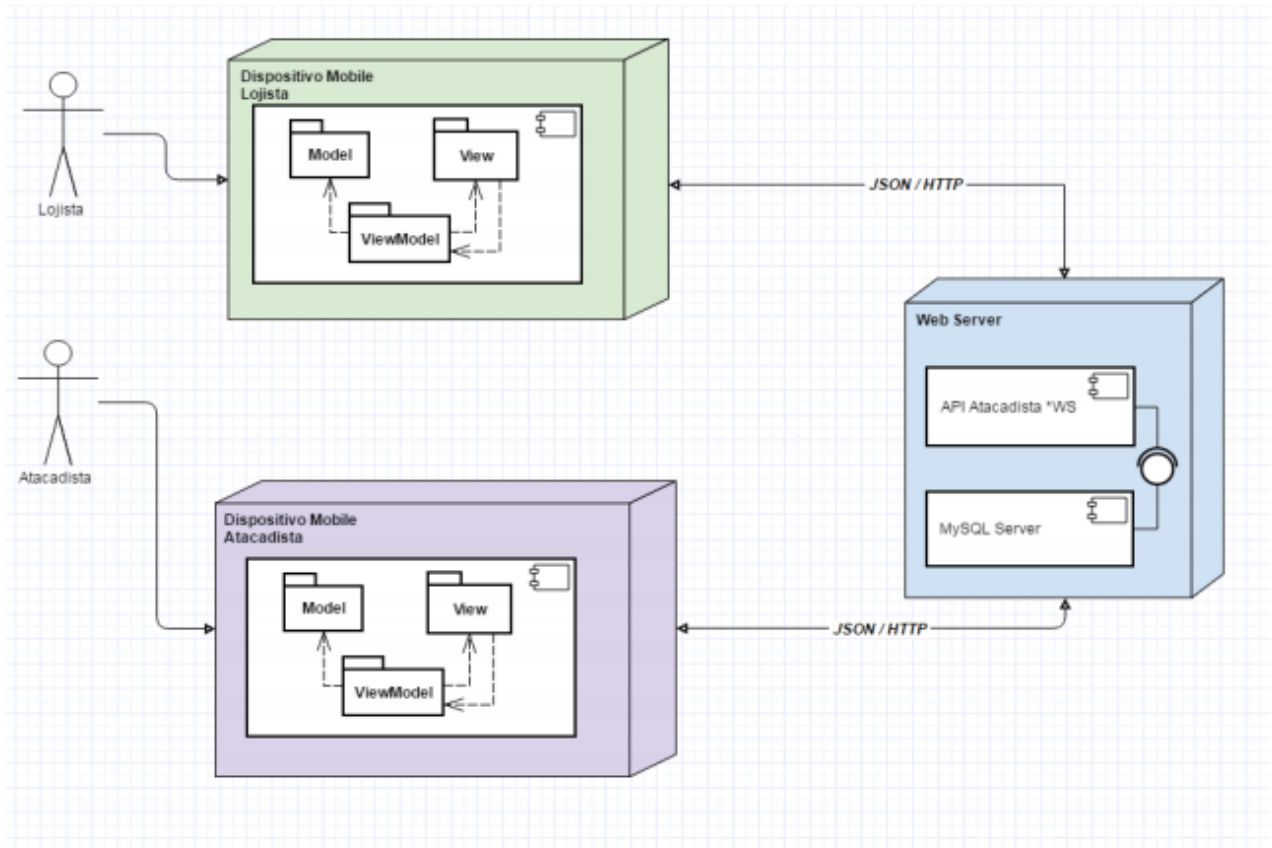 Dispositivo Mobile
Lojista
Model
View
ViewModel
Lojista
JSON / HTTP
Web Server
API Atacadista *WS
MySQL Server
Atacadista
Dispositivo Mobile
Atacadista
Model
View
ViewModel
JSON / HTTP